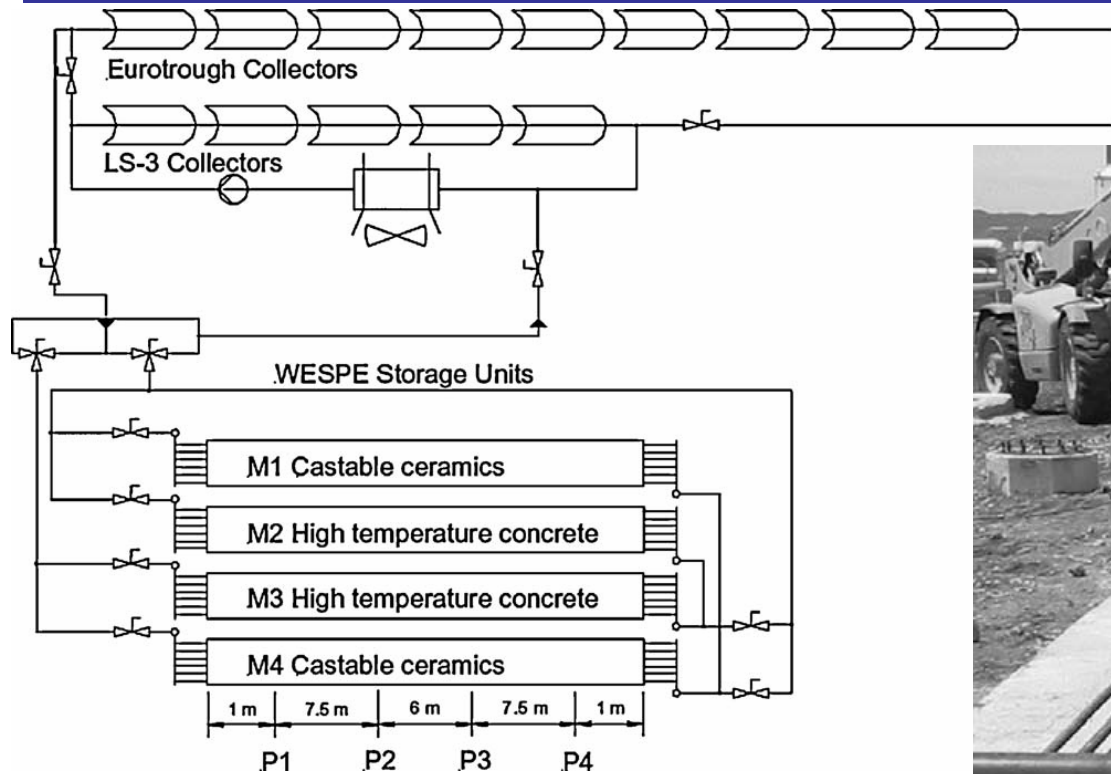 Eurotrough Collectors
LS-3 Collectors
WESPE Storage Units
M1 Castable ceramics
M2 High temperature concrete
M3 High temperature concrete
M4 Castable ceramics
1 m 7.5 m 6 m 7.5 m 1 m
P1 P2 P3 P4